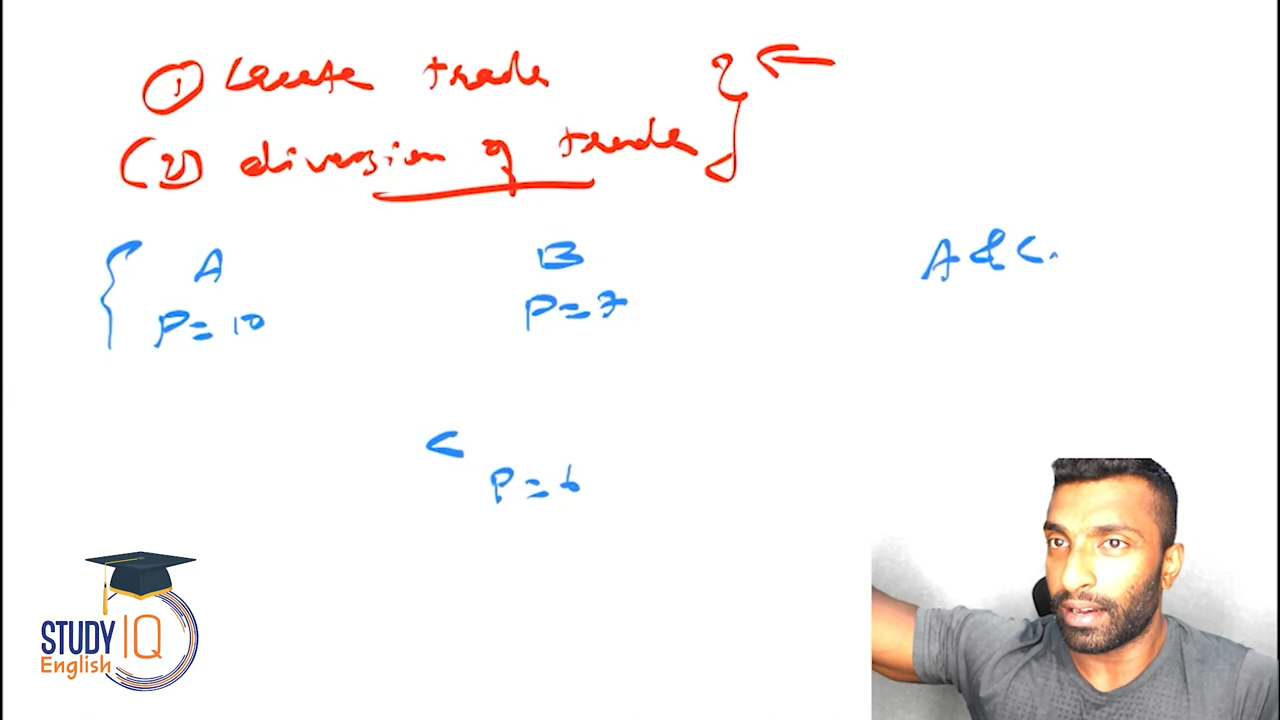 ① Create trade
(2) diversion of trade
A B A & C.
P = 10 P = 7
C
P = 6
STUDY IQ
English